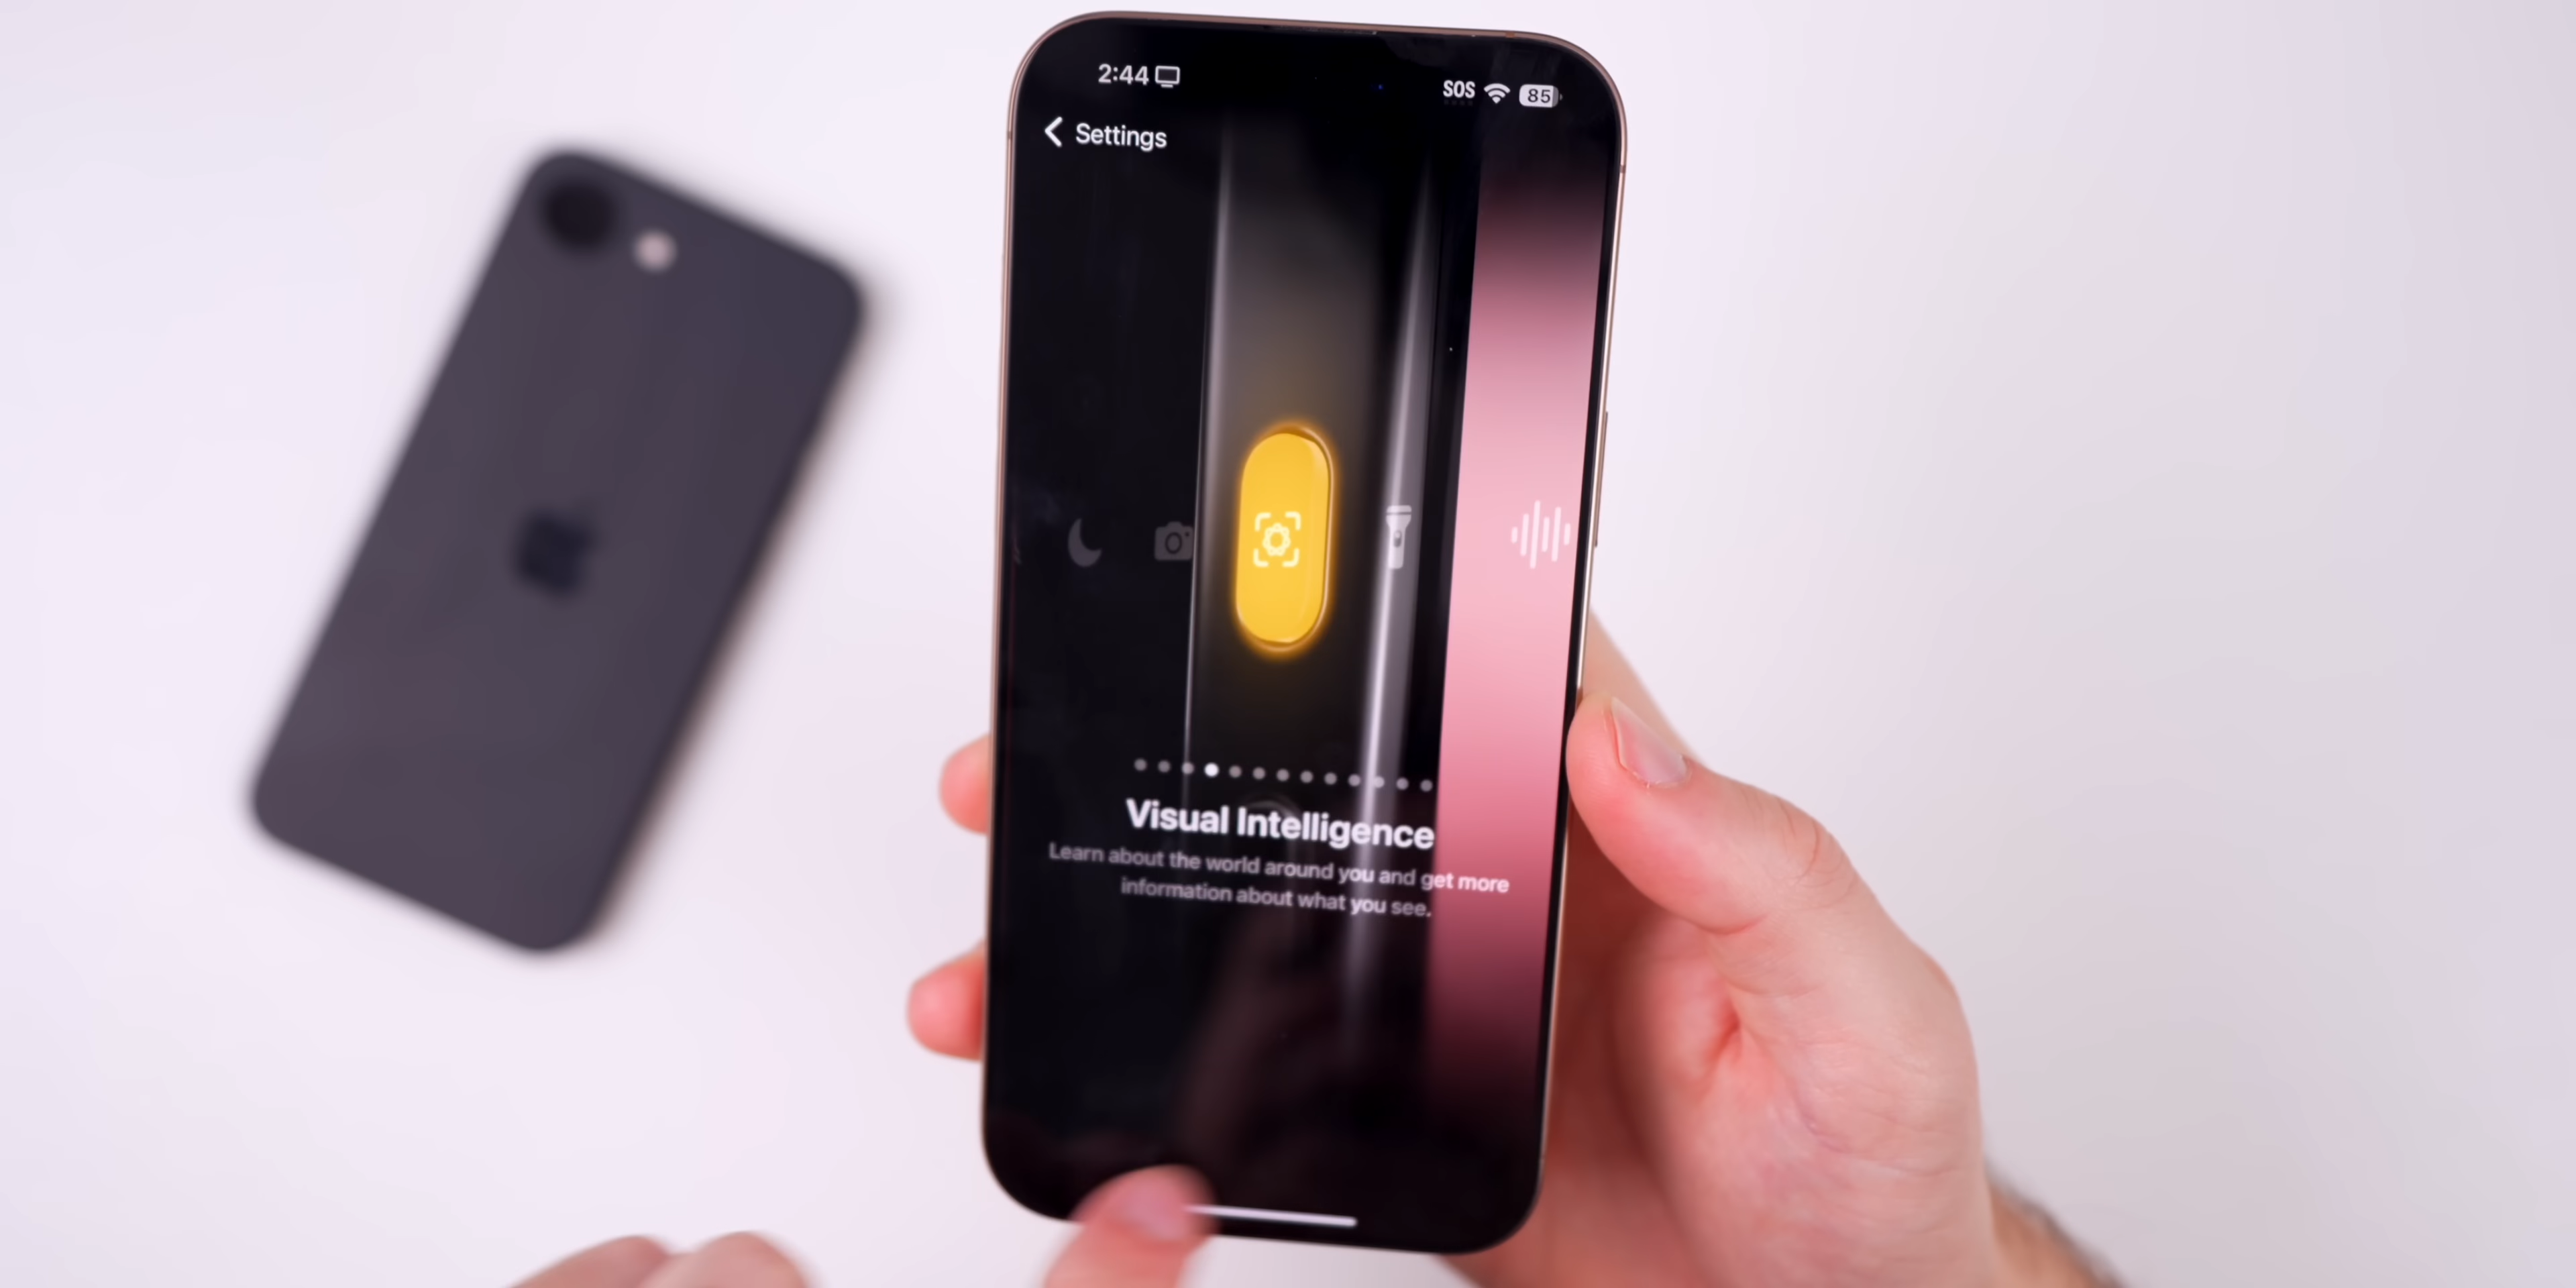 2:44 SOS 85
Settings
Visual Intelligence
Learn about the world around you and get more
information about what you see.